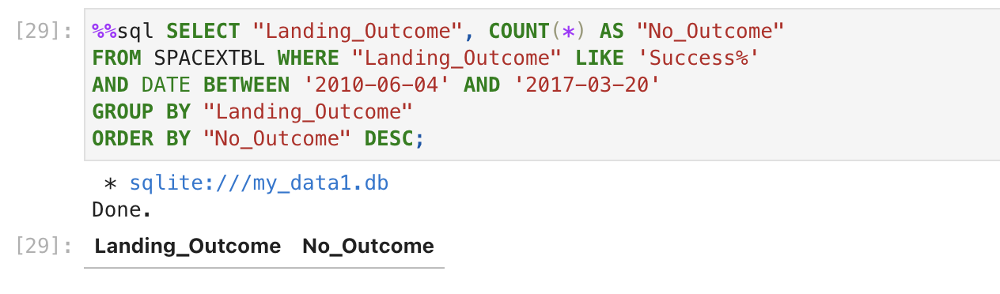 [29]: %%sql SELECT "Landing_Outcome", COUNT(*) AS "No_Outcome"
FROM SPACEXTBL WHERE "Landing_Outcome" LIKE 'Success%'
AND DATE BETWEEN '2010-06-04' AND '2017-03-20'
GROUP BY "Landing_Outcome"
ORDER BY "No_Outcome" DESC;
* sqlite:///my_data1.db
Done.
[29]: Landing_Outcome No_Outcome